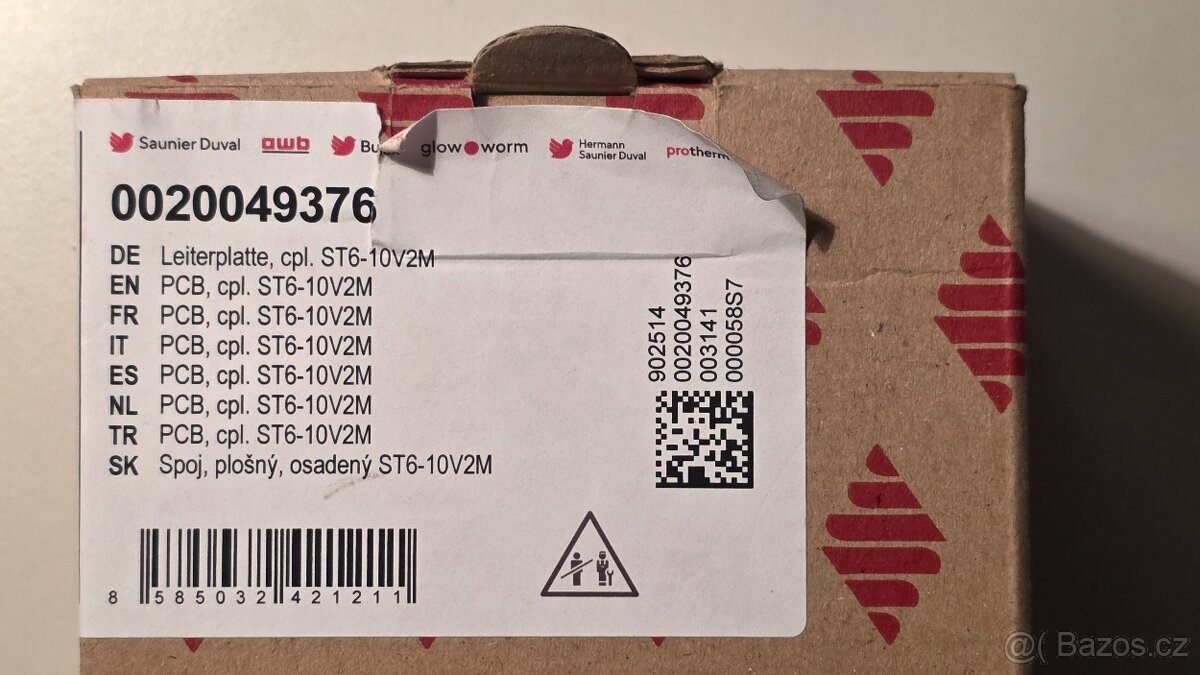 Saunier Duval awb glow worm Hermann Saunier Duval protherm
0020049376
DE Leiterplatte, cpl. ST6-10V2M
EN PCB, cpl. ST6-10V2M
FR PCB, cpl. ST6-10V2M
IT PCB, cpl. ST6-10V2M
ES PCB, cpl. ST6-10V2M
NL PCB, cpl. ST6-10V2M
TR PCB, cpl. ST6-10V2M
SK Spoj, plošný, osadený ST6-10V2M
902514
0020049376
003141
000058S7
8 585032 421211
@( Bazos.cz